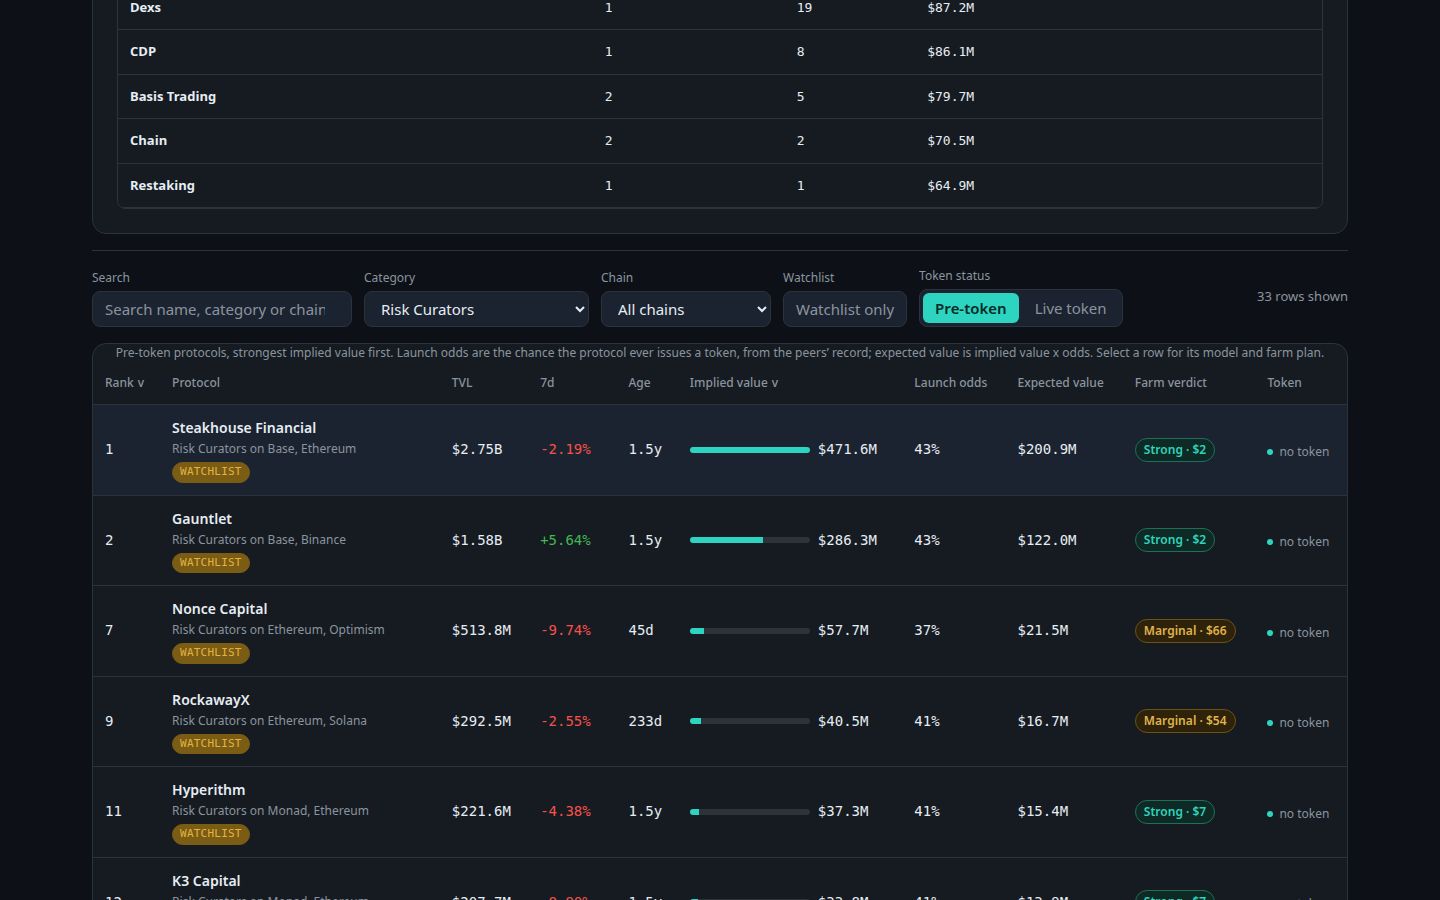 Dexs 1 19 $87.2M
CDP 1 8 $86.1M
Basis Trading 2 5 $79.7M
Chain 2 2 $70.5M
Restaking 1 1 $64.9M
Search Category Chain Watchlist Token status
Search name, category or chain Risk Curators All chains Watchlist only Pre-token Live token 33 rows shown
Pre-token protocols, strongest implied value first. Launch odds are the chance the protocol ever issues a token, from the peers' record; expected value is implied value x odds. Select a row for its model and farm plan.
Rank v Protocol TVL 7d Age Implied value v Launch odds Expected value Farm verdict Token
Steakhouse Financial
1 Risk Curators on Base, Ethereum $2.75B -2.19% 1.5y $471.6M 43% $200.9M Strong · $2 no token
WATCHLIST
Gauntlet
2 Risk Curators on Base, Binance $1.58B +5.64% 1.5y $286.3M 43% $122.0M Strong · $2 no token
WATCHLIST
Nonce Capital
7 Risk Curators on Ethereum, Optimism $513.8M -9.74% 45d $57.7M 37% $21.5M Marginal · $66 no token
WATCHLIST
RockawayX
9 Risk Curators on Ethereum, Solana $292.5M -2.55% 233d $40.5M 41% $16.7M Marginal · $54 no token
WATCHLIST
Hyperithm
11 Risk Curators on Monad, Ethereum $221.6M -4.38% 1.5y $37.3M 41% $15.4M Strong · $7 no token
WATCHLIST
K3 Capital